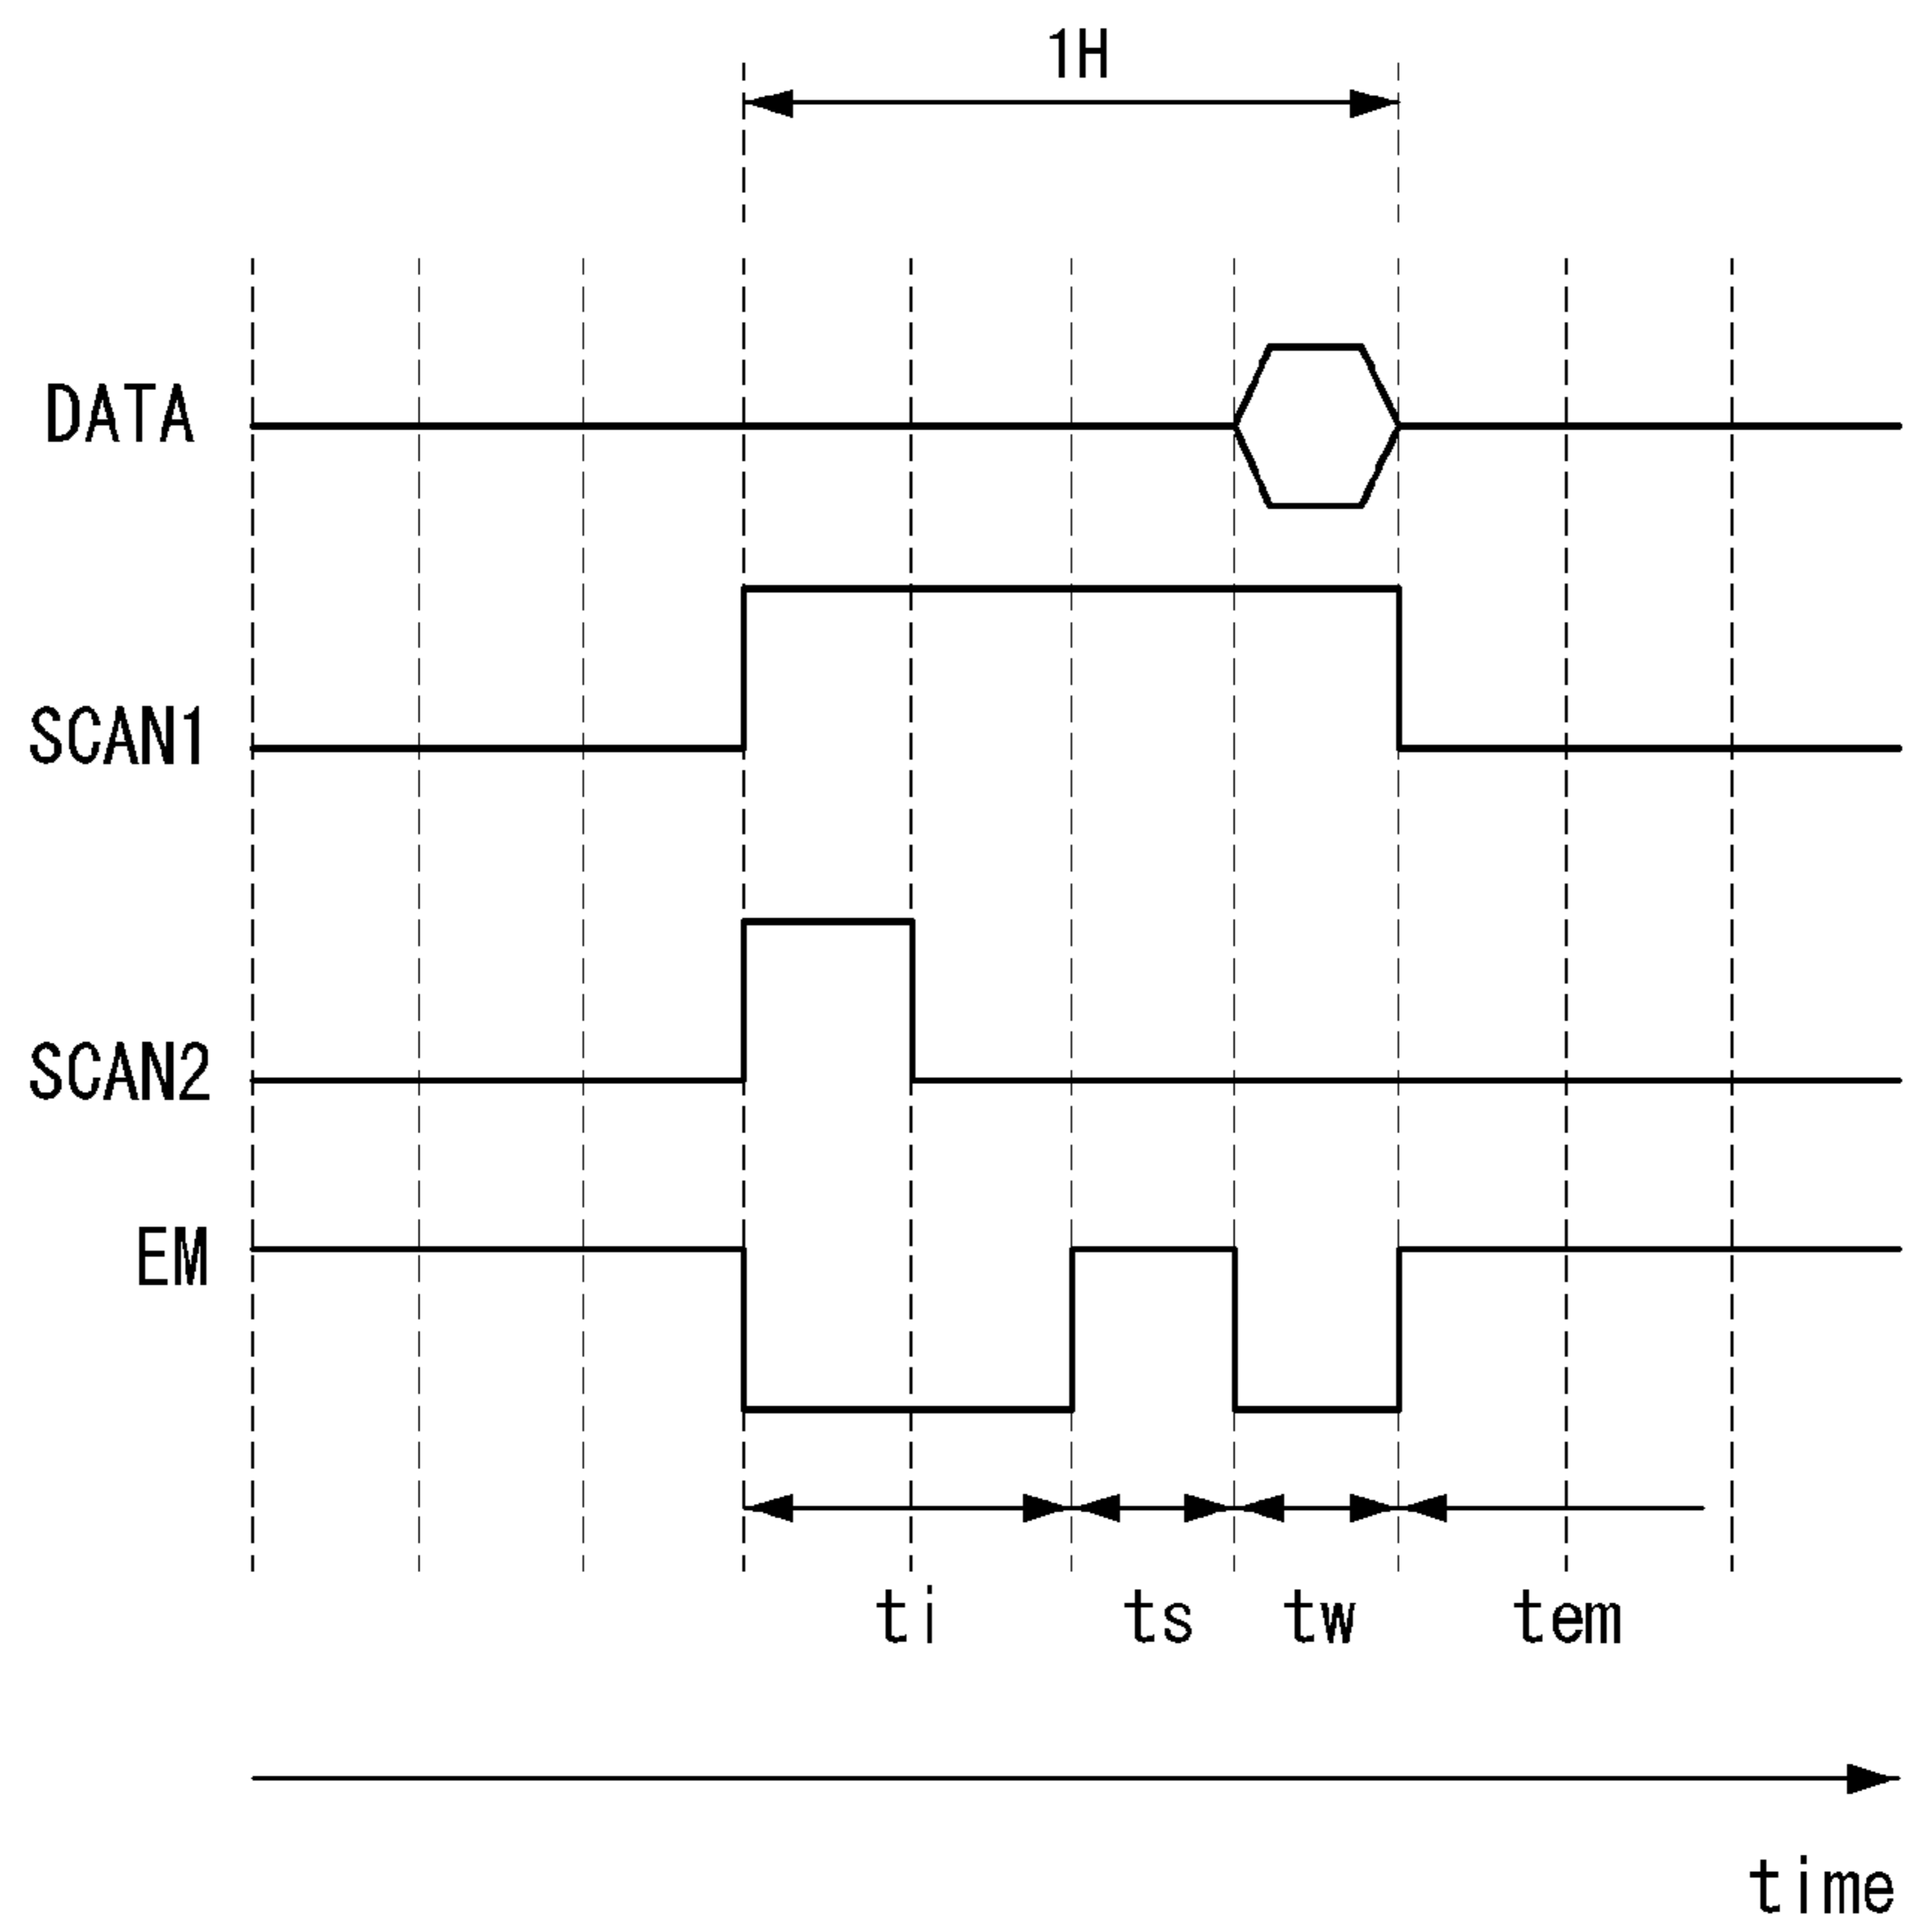 1H
DATA
SCAN1
SCAN2
EM
ti ts tw tem
time